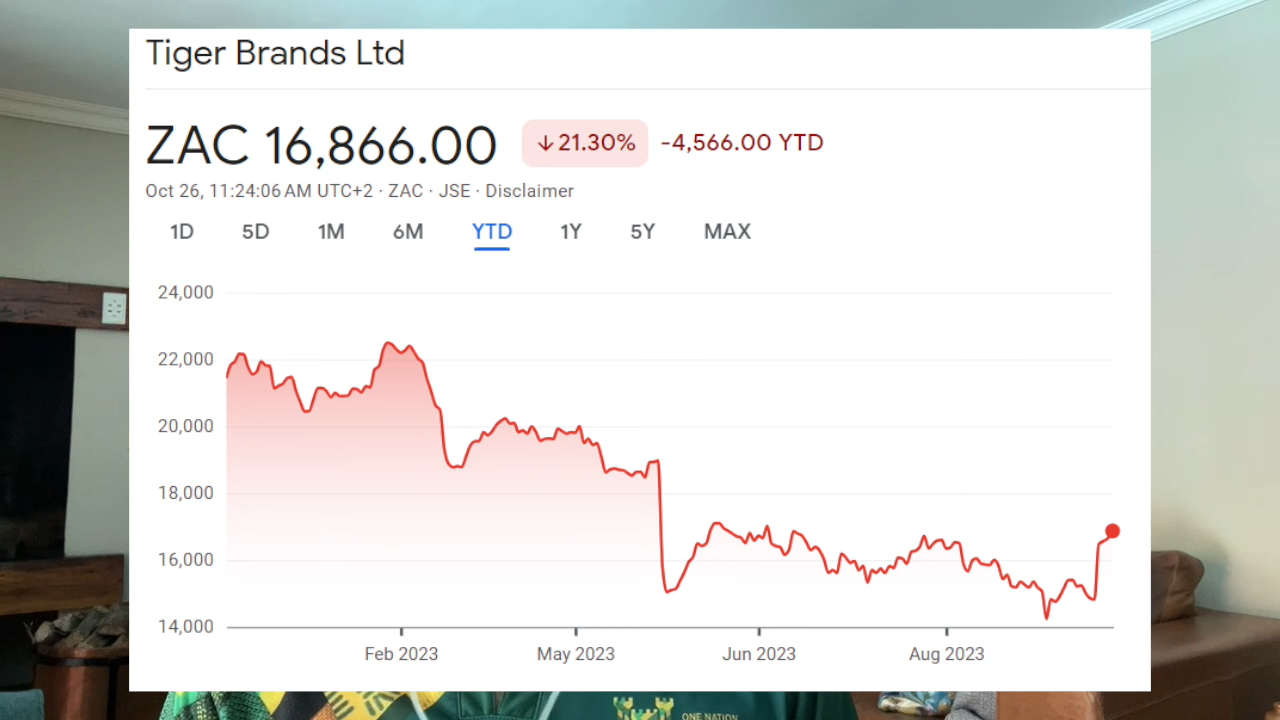 Tiger Brands Ltd
ZAC 16,866.00 ↓21.30% -4,566.00 YTD
Oct 26, 11:24:06 AM UTC+2 · ZAC · JSE · Disclaimer
1D 5D 1M 6M YTD 1Y 5Y MAX
24,000
22,000
20,000
18,000
16,000
14,000
Feb 2023 May 2023 Jun 2023 Aug 2023
ONE NATION